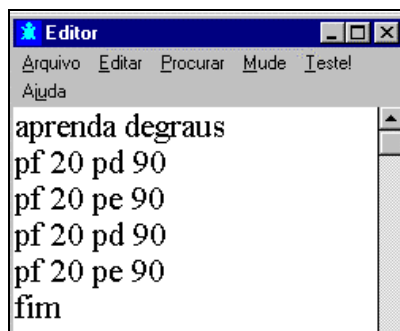 Editor
Arquivo Editar Procurar Mude Teste!
Ajuda
aprenda degraus
pf 20 pd 90
pf 20 pe 90
pf 20 pd 90
pf 20 pe 90
fim